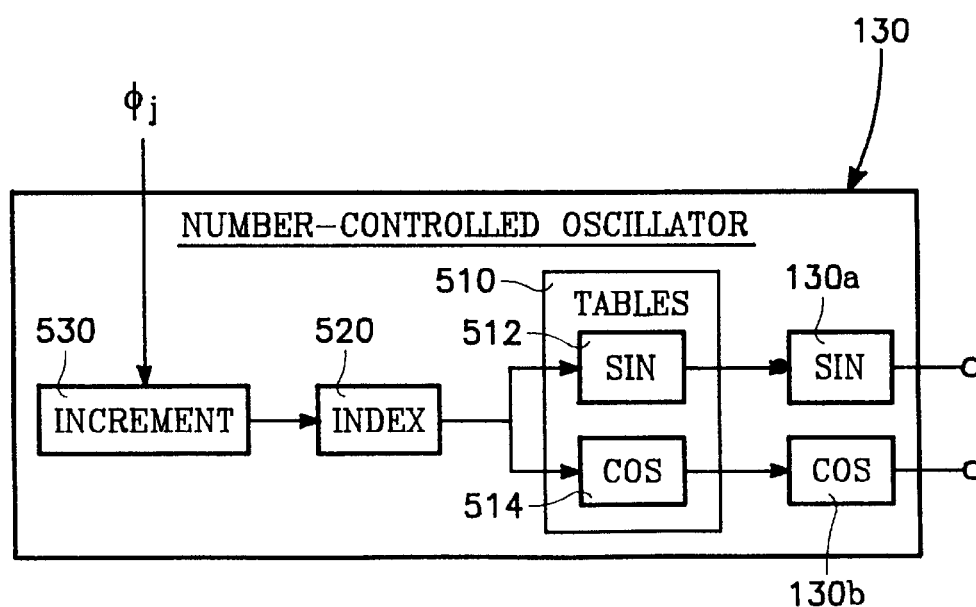 130
ϕj
NUMBER-CONTROLLED OSCILLATOR
510
130a
TABLES
530
520
512
SIN
SIN
INCREMENT
INDEX
COS
COS
514
130b